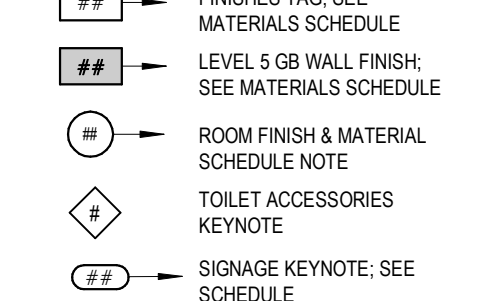 ##
FINISHES TAG; SEE
MATERIALS SCHEDULE
##
LEVEL 5 GB WALL FINISH;
SEE MATERIALS SCHEDULE
##
ROOM FINISH & MATERIAL
SCHEDULE NOTE
#
TOILET ACCESSORIES
KEYNOTE
##
SIGNAGE KEYNOTE; SEE
SCHEDULE